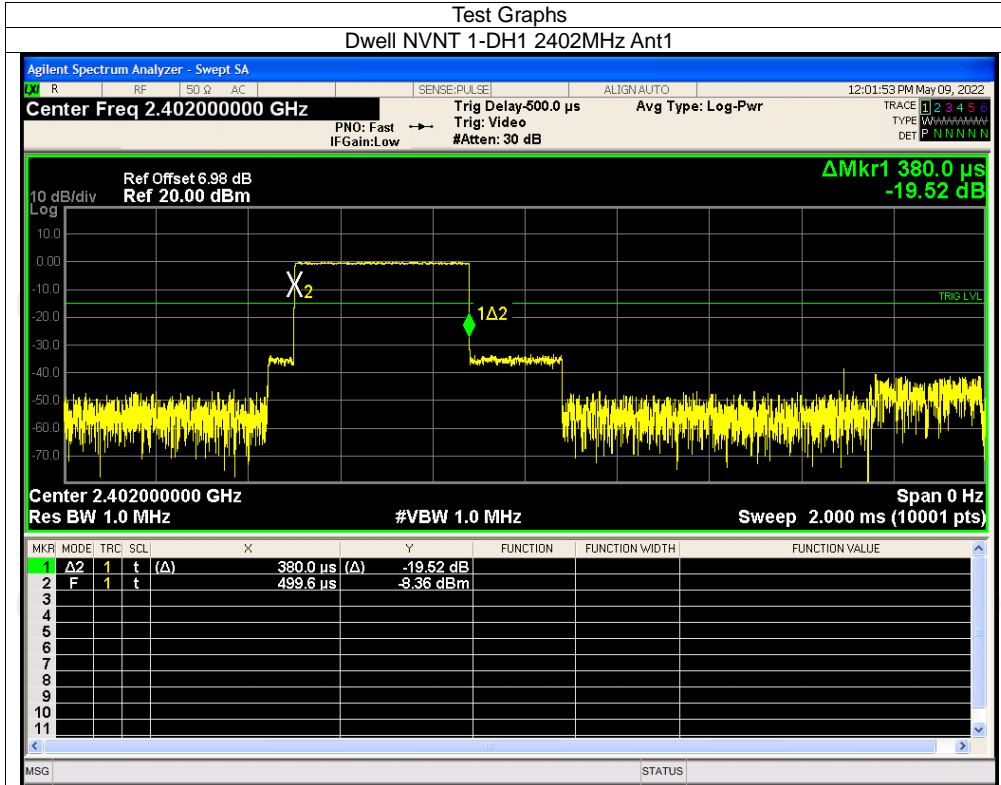 Test Graphs
Dwell NVNT 1-DH1 2402MHz Ant1
Agilent Spectrum Analyzer - Swept SA
LXI R RF 50 Ω AC SENSE:PULSE ALIGN AUTO 12:01:53 PM May 09, 2022
Center Freq 2.402000000 GHz Trig Delay-500.0 µs Avg Type: Log-Pwr TRACE 1 2 3 4 5 6
PNO: Fast Trig: Video TYPE
IFGain:Low #Atten: 30 dB DET P N N N N N
ΔMkr1 380.0 µs
-19.52 dB
Ref Offset 6.98 dB
10 dB/div Ref 20.00 dBm
Log
10.0
0.00
-10.0
-20.0
-30.0
-40.0
-50.0
-60.0
-70.0
X2
1Δ2
TRIG LVL
Center 2.402000000 GHz Span 0 Hz
Res BW 1.0 MHz #VBW 1.0 MHz Sweep 2.000 ms (10001 pts)
MKR MODE TRC SCL X Y FUNCTION FUNCTION WIDTH FUNCTION VALUE
1 Δ2 1 t (Δ) 380.0 µs (Δ) -19.52 dB
2 F 1 t 499.6 µs -8.36 dBm
3
4
5
6
7
8
9
10
11
MSG STATUS